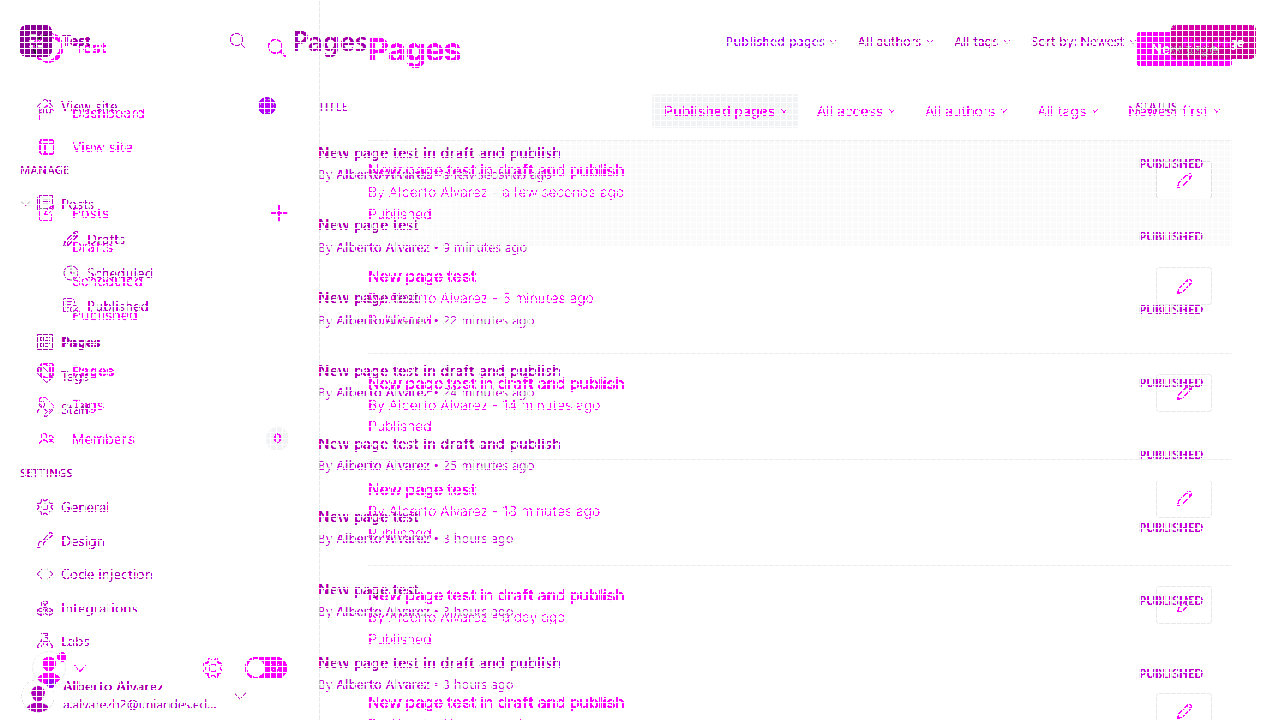 Test
Test
Pages
Pages
Published pages
All authors
All tags
Sort by: Newest
View site
Dashboard
View site
TITLE
Published pages
All access
All authors
All tags
Newest first
STATUS
MANAGE
Posts
Posts
Drafts
Drafts
Scheduled
Scheduled
Published
Published
Pages
Pages
Tags
Tags
Staff
Members
0
SETTINGS
General
Design
Code injection
Integrations
Labs
Alberto Alvarez
New page test in draft and publish
By Alberto Alvarez • a few seconds ago
PUBLISHED
New page test in draft and publish
By Alberto Alvarez - a few seconds ago
Published
New page test
By Alberto Alvarez • 9 minutes ago
PUBLISHED
New page test
By Alberto Alvarez - 5 minutes ago
Published
New page test
By Alberto Alvarez • 22 minutes ago
PUBLISHED
New page test in draft and publish
By Alberto Alvarez • 24 minutes ago
PUBLISHED
New page test in draft and publish
By Alberto Alvarez - 14 minutes ago
Published
New page test in draft and publish
By Alberto Alvarez • 25 minutes ago
PUBLISHED
New page test
By Alberto Alvarez - 18 minutes ago
Published
New page test
By Alberto Alvarez • 3 hours ago
PUBLISHED
New page test
By Alberto Alvarez • 3 hours ago
PUBLISHED
New page test in draft and publish
By Alberto Alvarez - a day ago
Published
New page test in draft and publish
By Alberto Alvarez • 3 hours ago
PUBLISHED
New page test in draft and publish